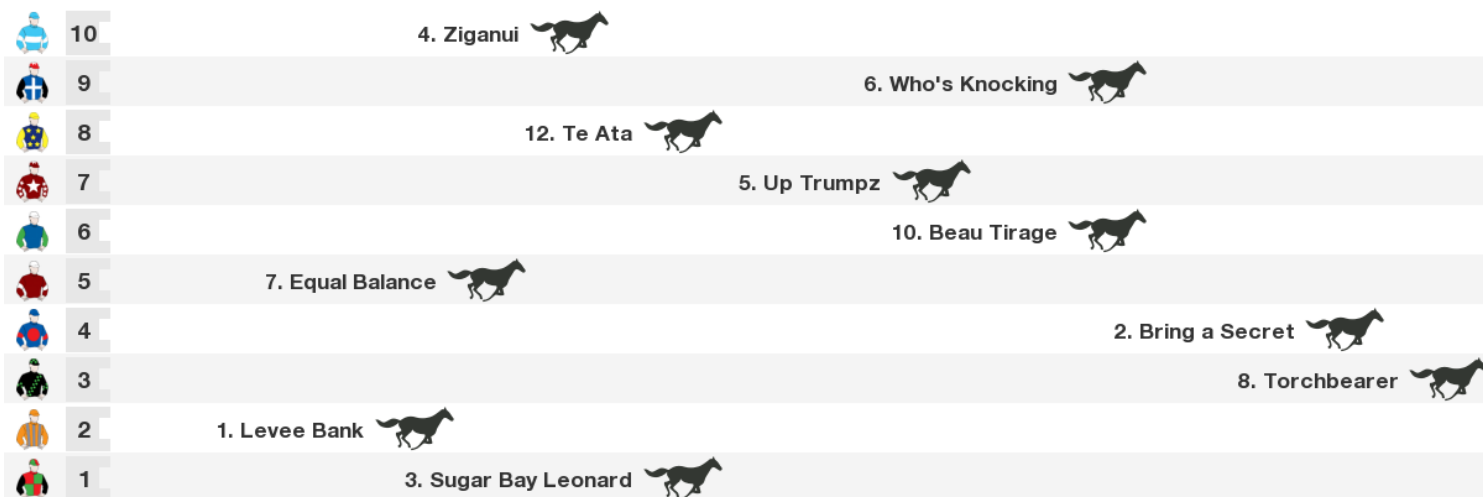 10 4. Ziganui
9 6. Who's Knocking
8 12. Te Ata
7 5. Up Trumpz
6 10. Beau Tirage
5 7. Equal Balance
4 2. Bring a Secret
3 8. Torchbearer
2 1. Levee Bank
1 3. Sugar Bay Leonard